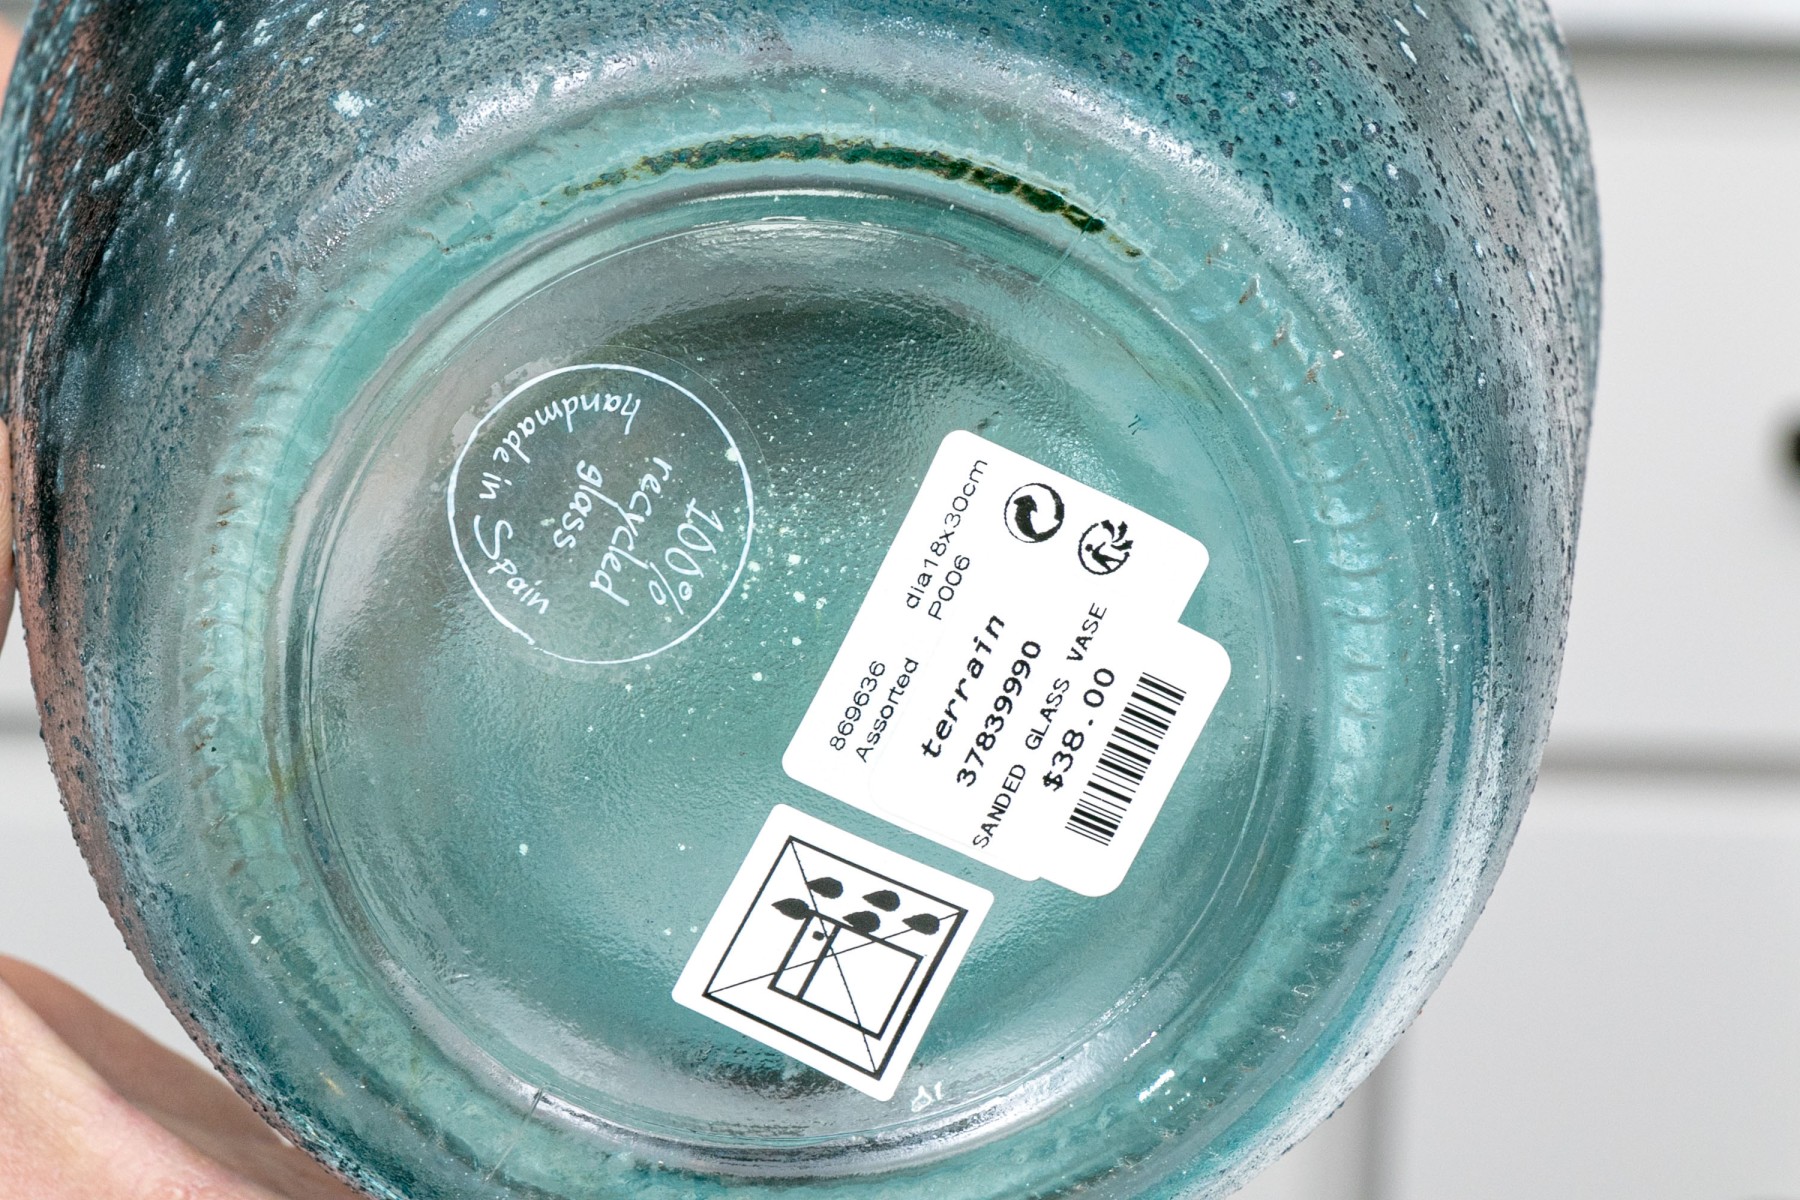 100%
recycled
glass
handmade in Spain
869636 dia18x30cm
Assorted P006
terrain
37839990
SANDED GLASS VASE
$38.00